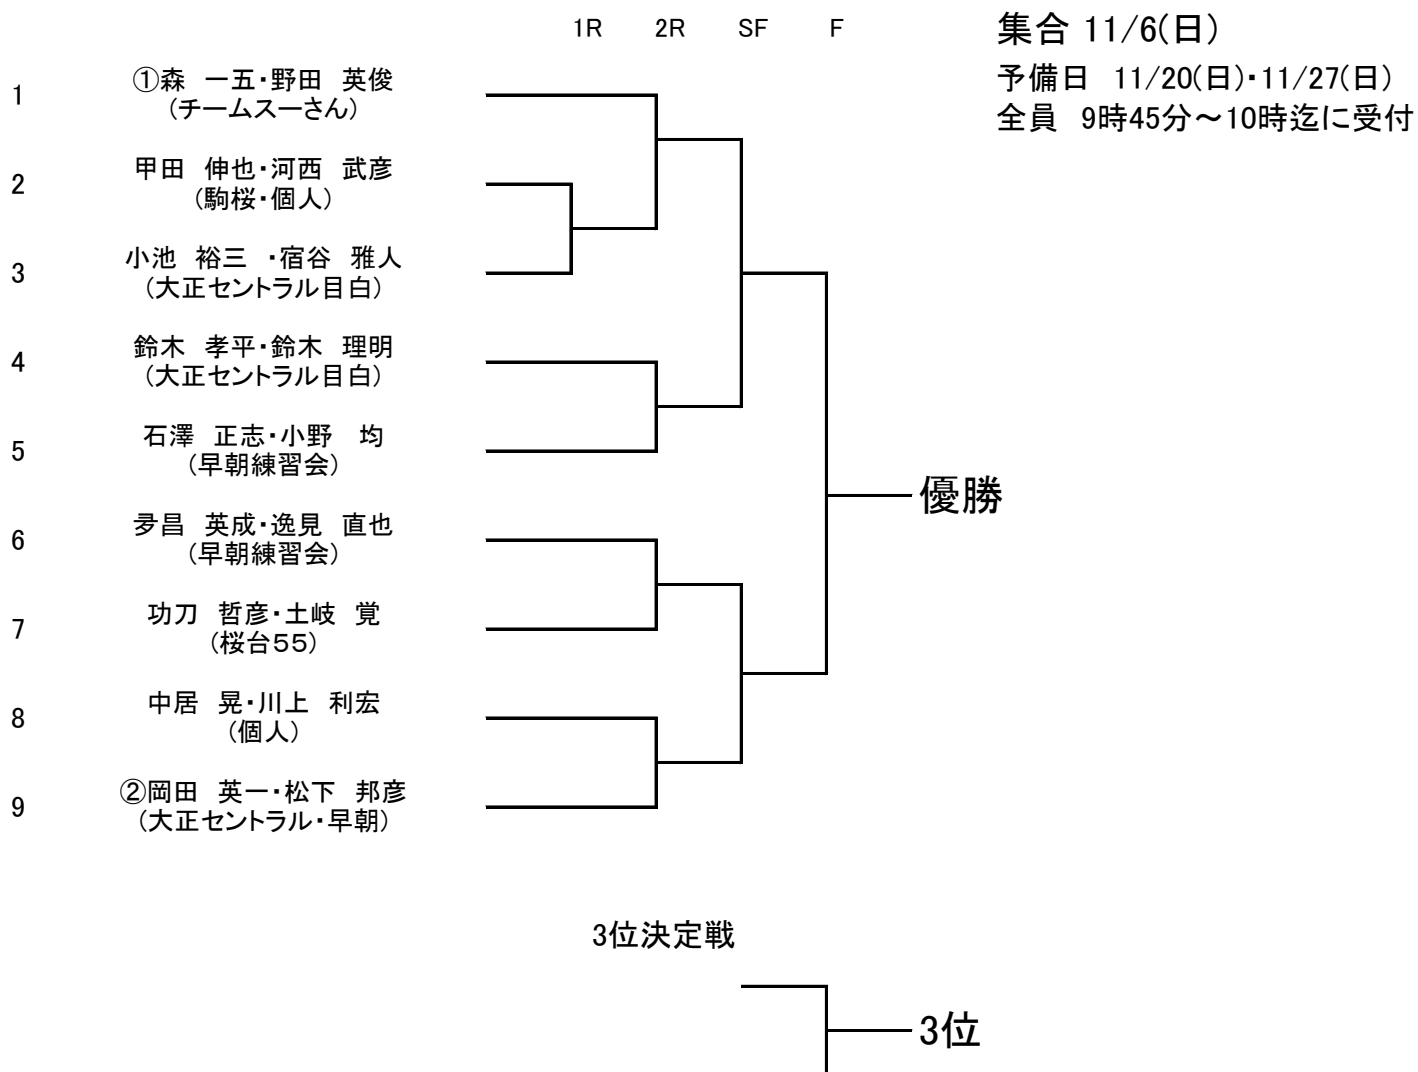 1R 2R SF F
集合 11/6(日)
予備日 11/20(日)・11/27(日)
全員 9時45分～10時迄に受付
1 ①森 一五・野田 英俊
(チームスーさん)
2 甲田 伸也・河西 武彦
(駒桜・個人)
3 小池 裕三 ・宿谷 雅人
(大正セントラル目白)
4 鈴木 孝平・鈴木 理明
(大正セントラル目白)
5 石澤 正志・小野 均
(早朝練習会)
6 昌 英成・逸見 直也
(早朝練習会)
7 功刀 哲彦・土岐 覚
(桜台５５)
8 中居 晃・川上 利宏
(個人)
9 ②岡田 英一・松下 邦彦
(大正セントラル・早朝)
優勝
3位決定戦
3位